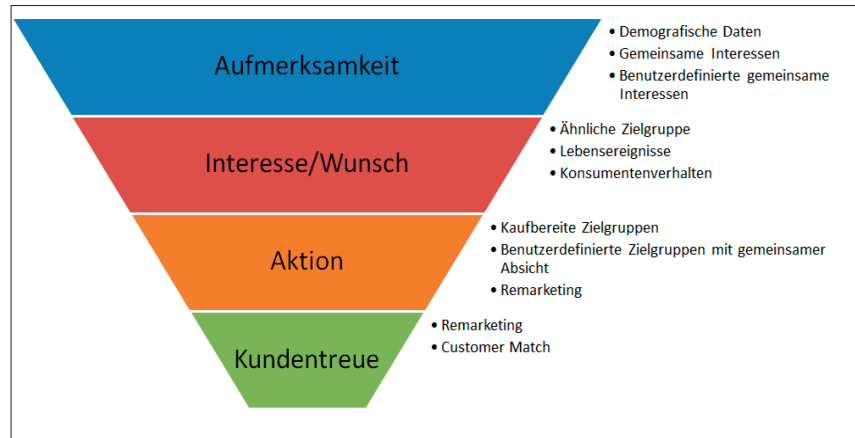 Aufmerksamkeit
• Demografische Daten
• Gemeinsame Interessen
• Benutzerdefinierte gemeinsame
Interessen
Interesse/Wunsch
• Ähnliche Zielgruppe
• Lebensereignisse
• Konsumentenverhalten
Aktion
• Kaufbereite Zielgruppen
• Benutzerdefinierte Zielgruppen mit gemeinsamer
Absicht
• Remarketing
Kundentreue
• Remarketing
• Customer Match